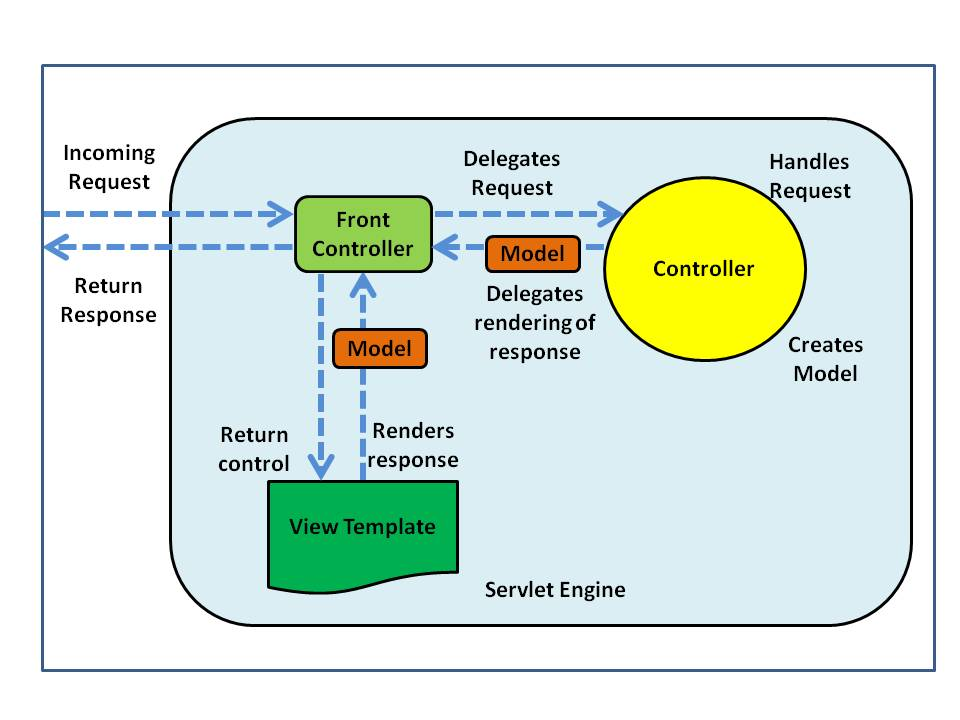 Incoming
Request
Return
Response
Front
Controller
Delegates
Request
Model
Delegates
rendering of
response
Handles
Request
Controller
Creates
Model
Model
Return
control
Renders
response
View Template
Servlet Engine